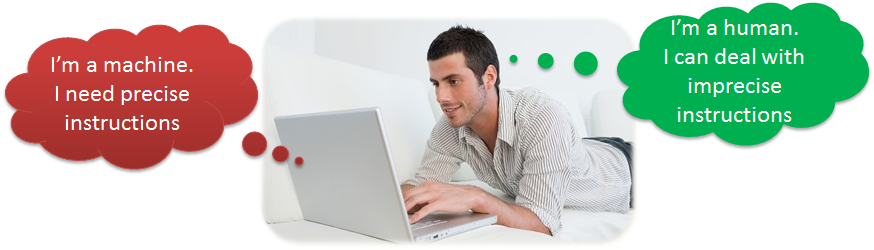 I'm a machine.
I need precise
instructions
I'm a human.
I can deal with
imprecise
instructions